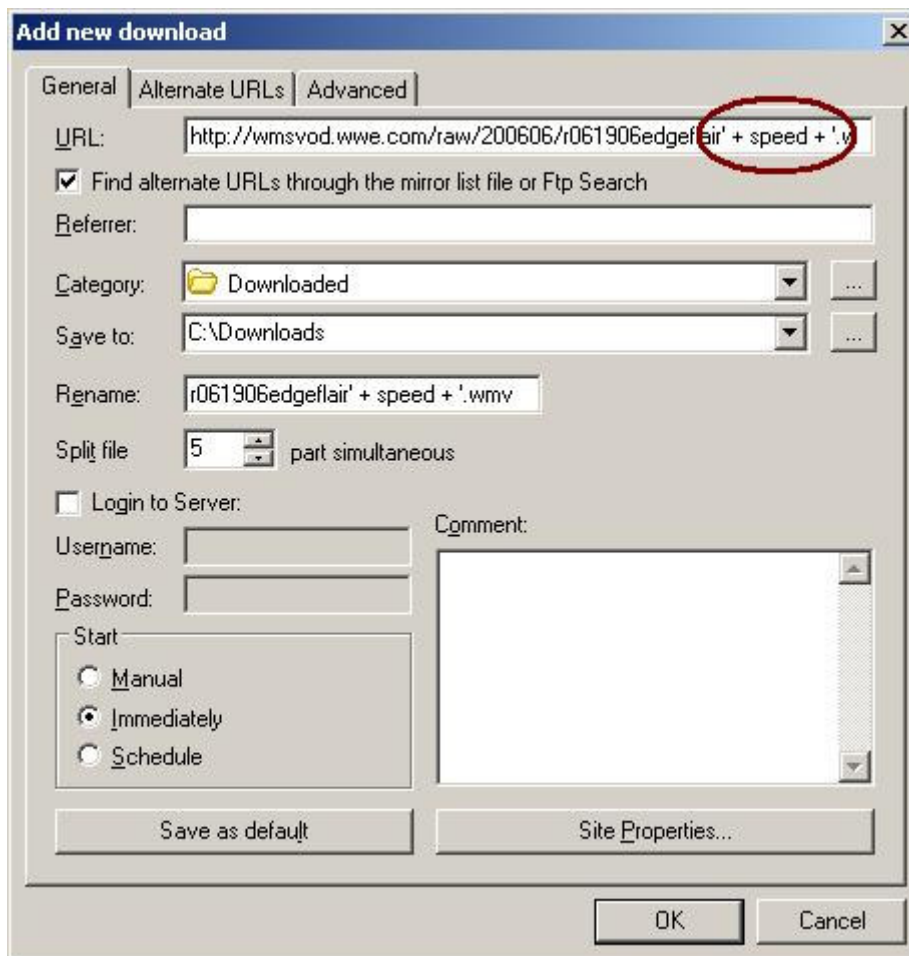 Add new download
General Alternate URLs Advanced
URL: http://wmsvod.wwe.com/raw/200606/r061906edgeflair' + speed + '.w
Find alternate URLs through the mirror list file or Ftp Search
Referrer:
Category: Downloaded ...
Save to: C:\Downloads ...
Rename: r061906edgeflair' + speed + '.wmv
Split file 5 part simultaneous
Login to Server:
Comment:
Username:
Password:
Start
Manual
Immediately
Schedule
Save as default Site Properties...
OK Cancel